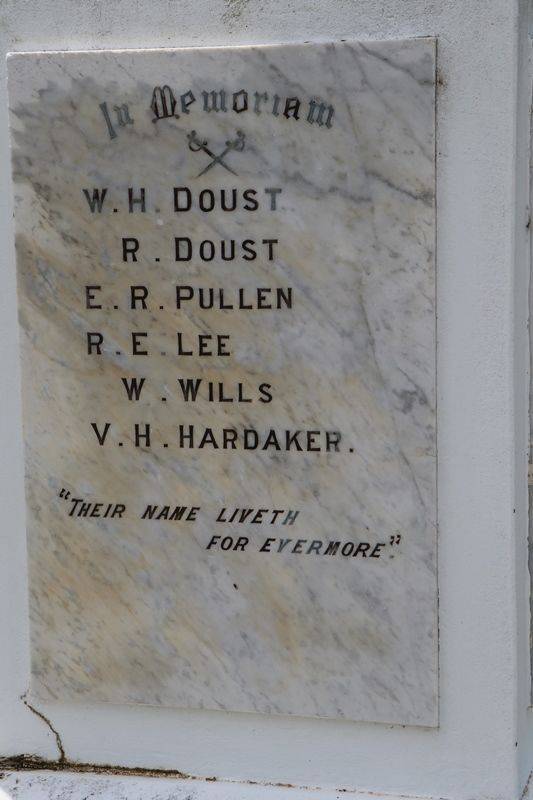 In Memoriam
W. H. DOUST
R. DOUST
E. R. PULLEN
R. E. LEE
W. WILLS
V. H. HARDAKER.
"THEIR NAME LIVETH
FOR EVERMORE".